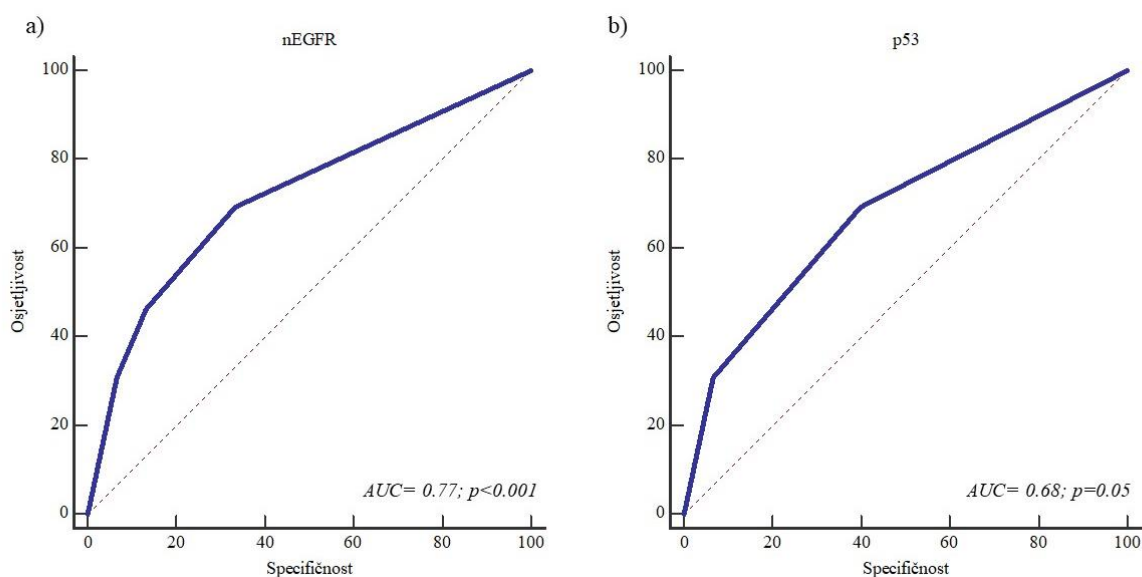 a)
nEGFR
100
80
60
40
20
0
Osjetljivost
0 20 40 60 80 100
Specifičnost
AUC= 0.77; p<0.001
b)
p53
100
80
60
40
20
0
Osjetljivost
0 20 40 60 80 100
Specifičnost
AUC= 0.68; p=0.05